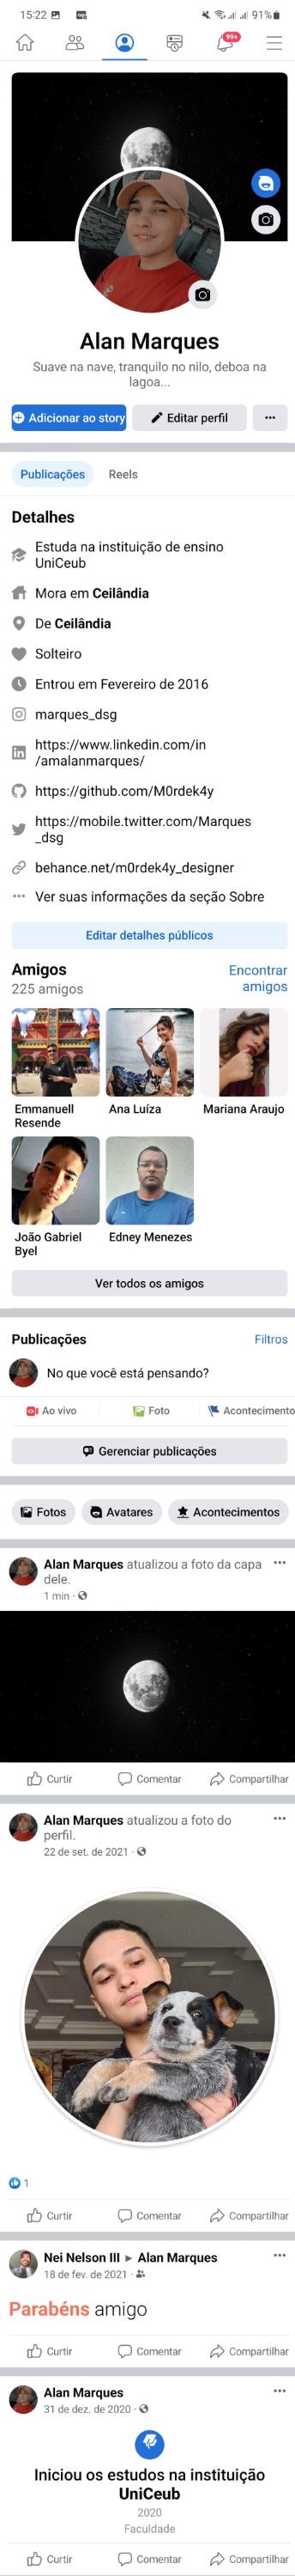 15:22
91%
99+
Alan Marques
Suave na nave, tranquilo no nilo, deboa na
lagoa...
Adicionar ao story
Editar perfil
Publicações
Reels
Detalhes
Estuda na instituição de ensino
UniCeub
Mora em Ceilândia
De Ceilândia
Solteiro
Entrou em Fevereiro de 2016
marques_dsg
https://www.linkedin.com/in
/amalanmarques/
https://github.com/M0rdek4y
https://mobile.twitter.com/Marques
_dsg
behance.net/m0rdek4y_designer
Ver suas informações da seção Sobre
Editar detalhes públicos
Amigos
Encontrar
amigos
225 amigos
Emmanuell
Resende
Ana Luíza
Mariana Araujo
João Gabriel
Byel
Edney Menezes
Ver todos os amigos
Publicações
Filtros
No que você está pensando?
Ao vivo
Foto
Acontecimento
Gerenciar publicações
Fotos
Avatares
Acontecimentos
Alan Marques atualizou a foto da capa
dele.
1 min ·
Curtir
Comentar
Compartilhar
Alan Marques atualizou a foto do
perfil.
22 de set. de 2021 ·
1
Curtir
Comentar
Compartilhar
Nei Nelson III ▸ Alan Marques
18 de fev. de 2021 ·
Parabéns amigo
Curtir
Comentar
Compartilhar
Alan Marques
31 de dez. de 2020 ·
Iniciou os estudos na instituição
UniCeub
2020
Faculdade
Curtir
Comentar
Compartilhar